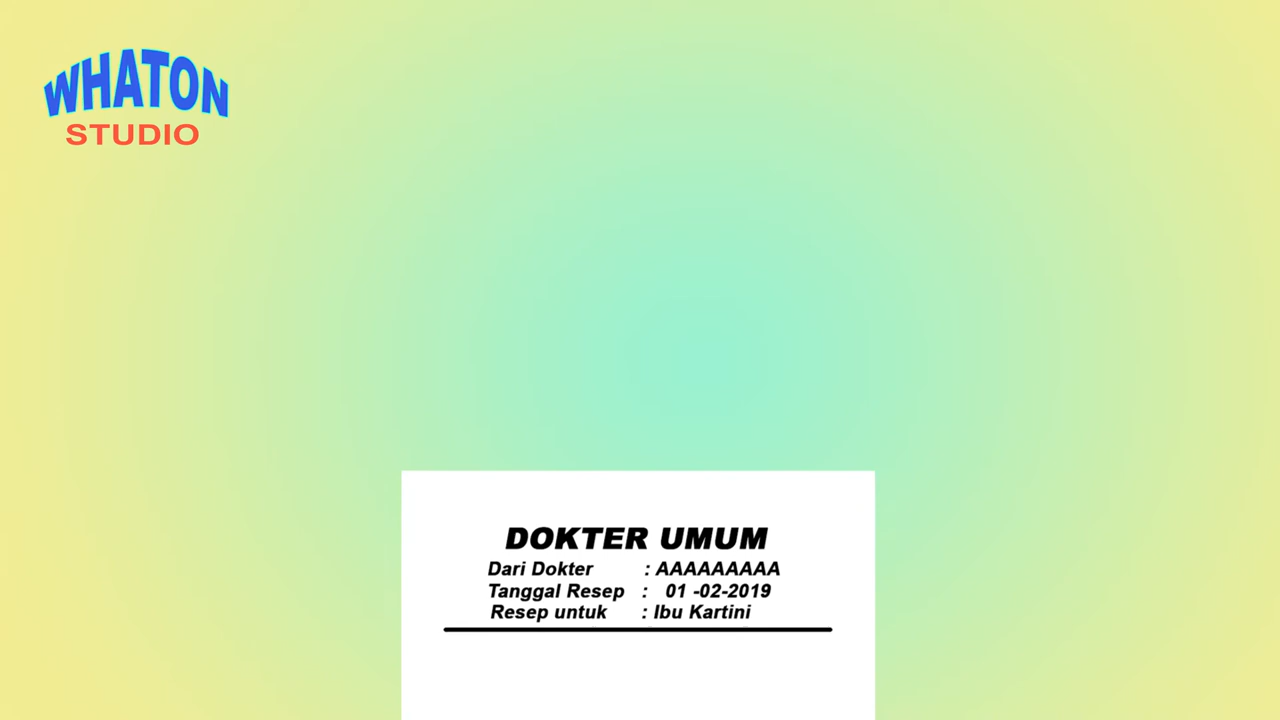 WHATON
STUDIO
DOKTER UMUM
Dari Dokter : AAAAAAAAA
Tanggal Resep : 01 -02-2019
Resep untuk : Ibu Kartini